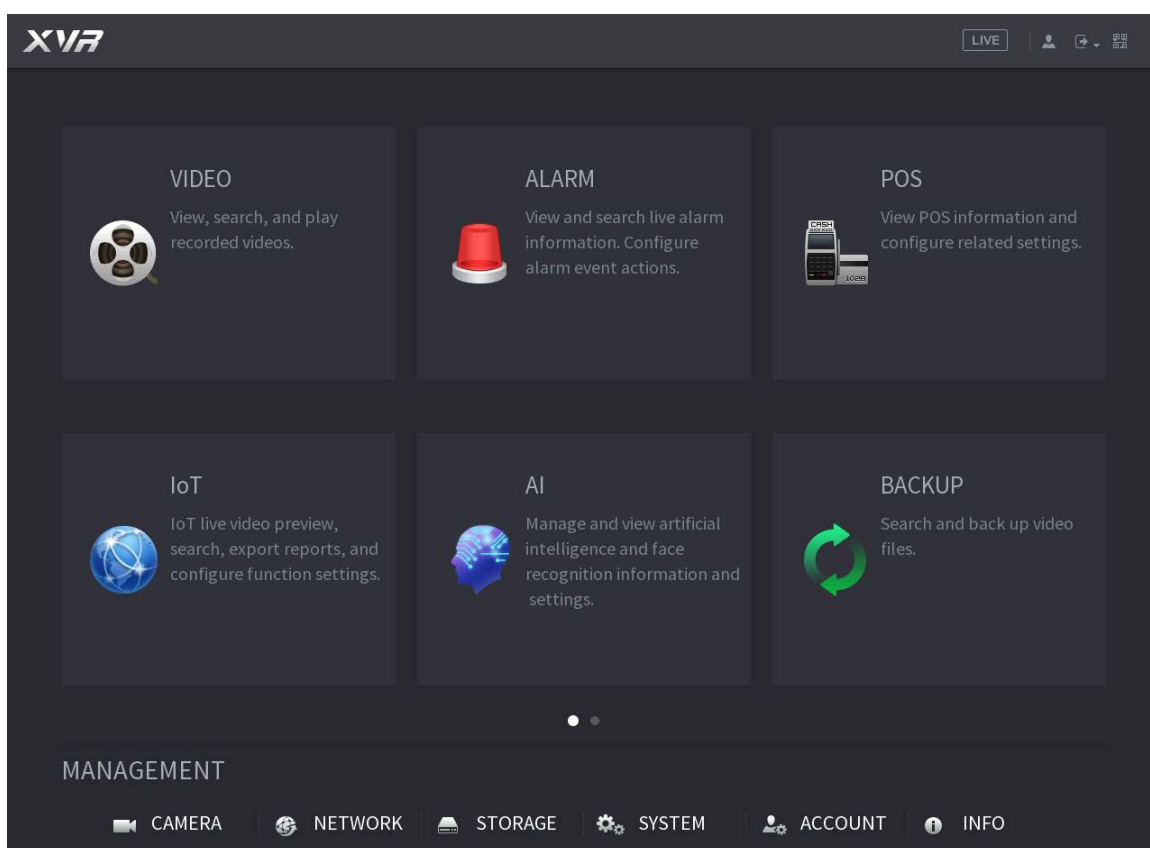 XVR
LIVE
VIDEO
View, search, and play
recorded videos.
ALARM
View and search live alarm
information. Configure
alarm event actions.
POS
View POS information and
configure related settings.
CASH
1028
IoT
IoT live video preview,
search, export reports, and
configure function settings.
AI
Manage and view artificial
intelligence and face
recognition information and
settings.
BACKUP
Search and back up video
files.
MANAGEMENT
CAMERA NETWORK STORAGE SYSTEM ACCOUNT INFO